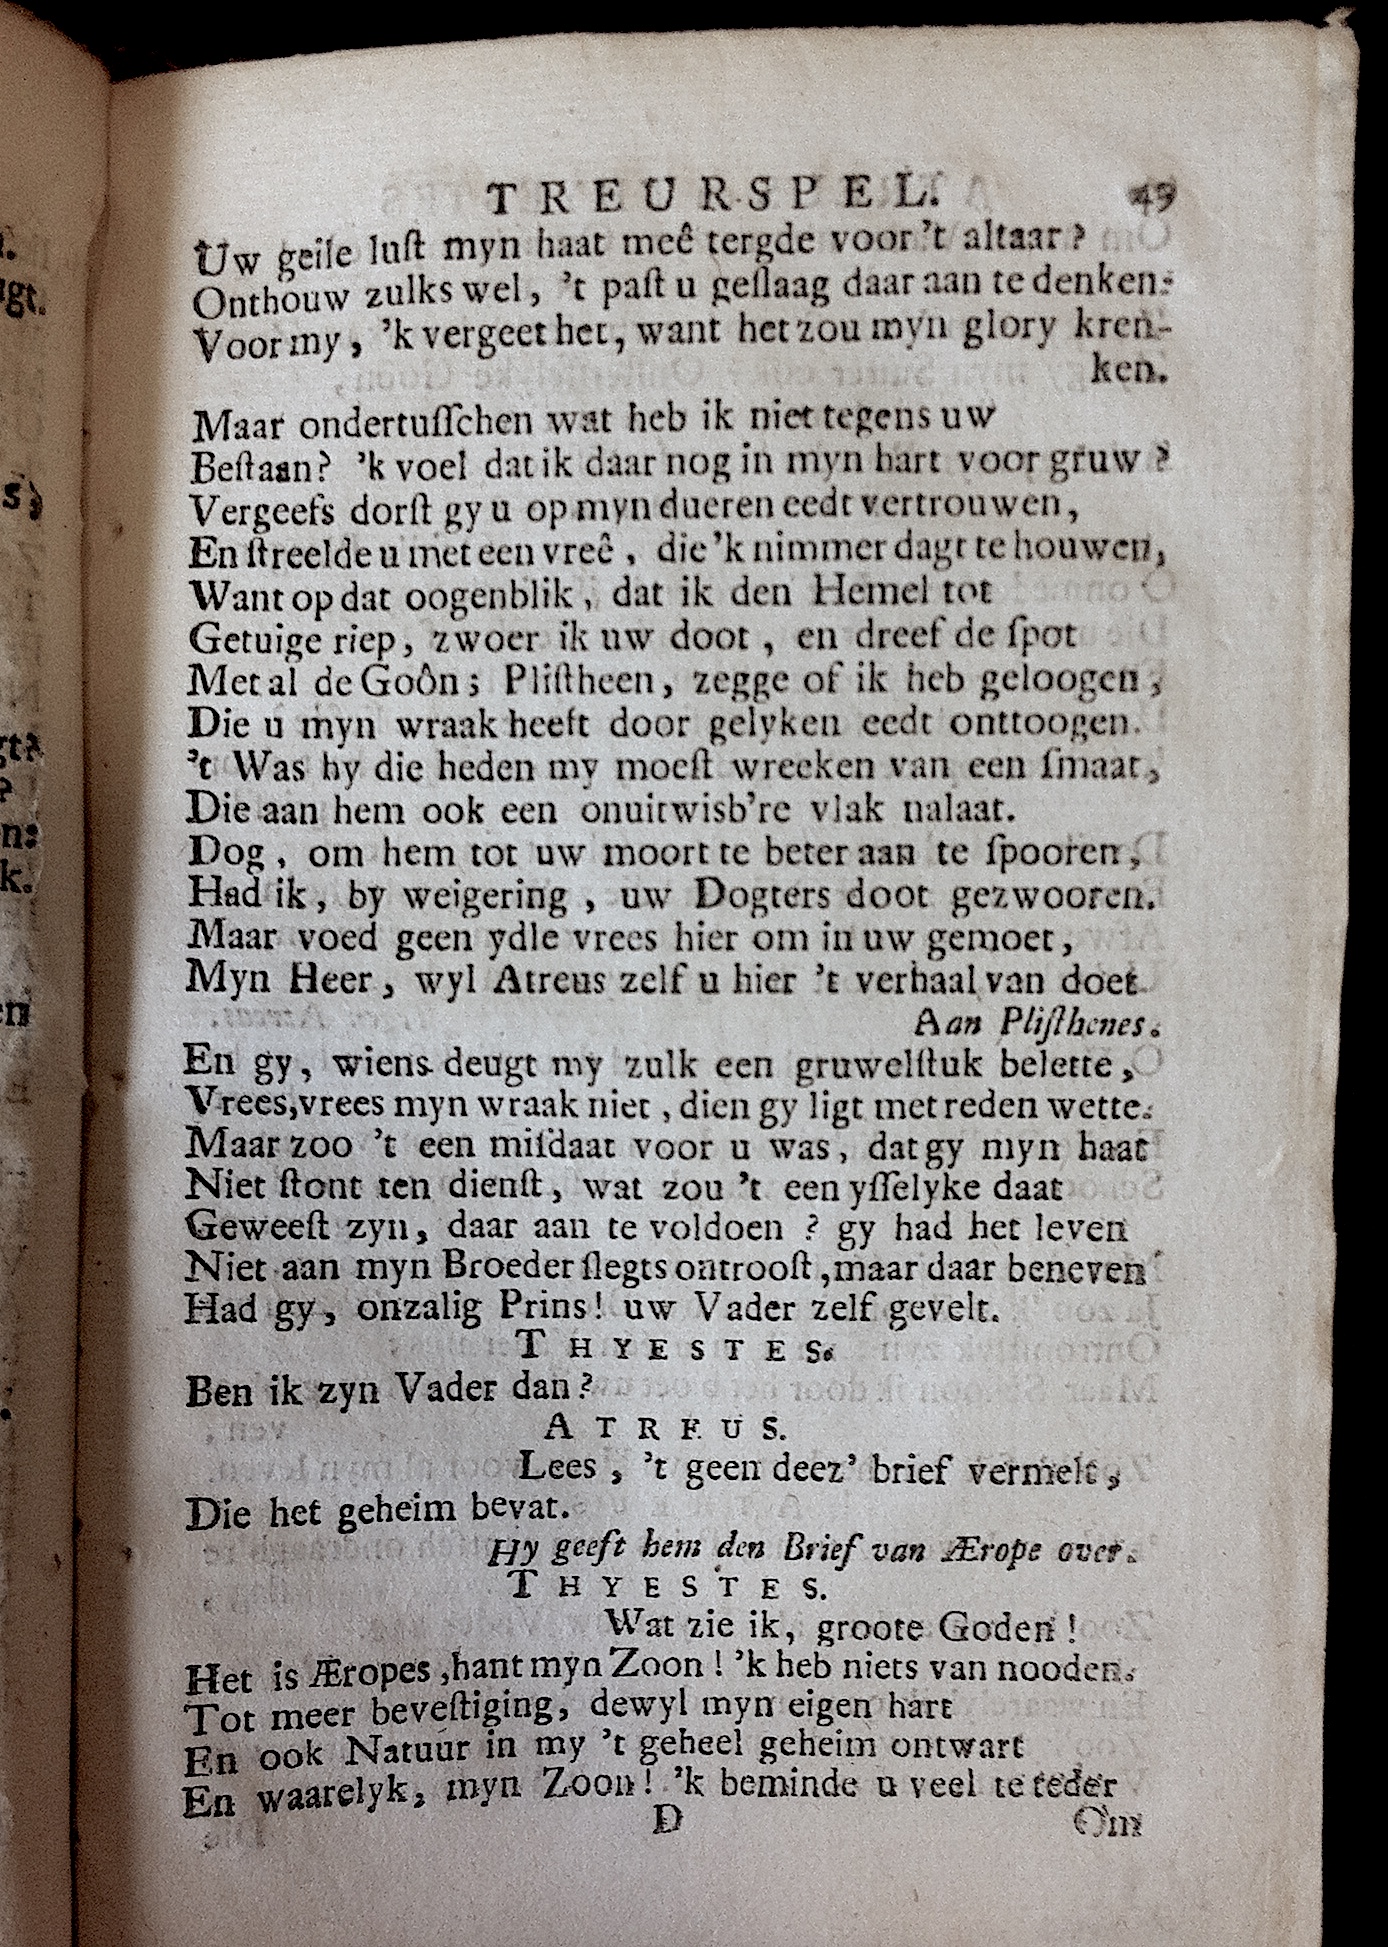 TREURSPEL. 49
Uw geile luſt myn haat meê tergde voor 't altaar?
Onthouw zulks wel, 't paſt u geſlaag daar aan te denken:
Voor my, 'k vergeet het, want het zou myn glory kren-
ken.
Maar ondertuſſchen wat heb ik niet tegens uw
Beſtaan? 'k voel dat ik daar nog in myn hart voor gruw?
Vergeefs dorſt gy u op myn dueren eedt vertrouwen,
En ſtreelde u met een vreê, die 'k nimmer dagt te houwen,
Want op dat oogenblik, dat ik den Hemel tot
Getuige riep, zwoer ik uw doot, en dreef de ſpot
Met al de Goôn; Pliſtheen, zegge of ik heb geloogen,
Die u myn wraak heeft door gelyken eedt onttoogen.
't Was hy die heden my moeſt wreeken van een ſmaat,
Die aan hem ook een onuitwisb're vlak nalaat.
Dog, om hem tot uw moort te beter aan te ſpooren,
Had ik, by weigering, uw Dogters doot gezwooren.
Maar voed geen ydle vrees hier om in uw gemoet,
Myn Heer, wyl Atreus zelf u hier 't verhaal van doet
Aan Pliſthenes.
En gy, wiens deugt my zulk een gruwelſtuk belette,
Vrees, vrees myn wraak niet, dien gy ligt met reden wette.
Maar zoo 't een miſdaat voor u was, dat gy myn haat
Niet ſtont ten dienſt, wat zou 't een yſſelyke daat
Geweeſt zyn, daar aan te voldoen? gy had het leven
Niet aan myn Broeder ſlegts ontrooſt, maar daar beneven
Had gy, onzalig Prins! uw Vader zelf gevelt.
THYESTES.
Ben ik zyn Vader dan?
ATREUS.
Lees, 't geen deez' brief vermelt,
Die het geheim bevat.
Hy geeft hem den Brief van Ærope over.
THYESTES.
Wat zie ik, groote Goden!
Het is Æropes, hant myn Zoon! 'k heb niets van nooden.
Tot meer beveſtiging, dewyl myn eigen hart
En ook Natuur in my 't geheel geheim ontwart
En waarelyk, myn Zoon! 'k beminde u veel te teder
D Om